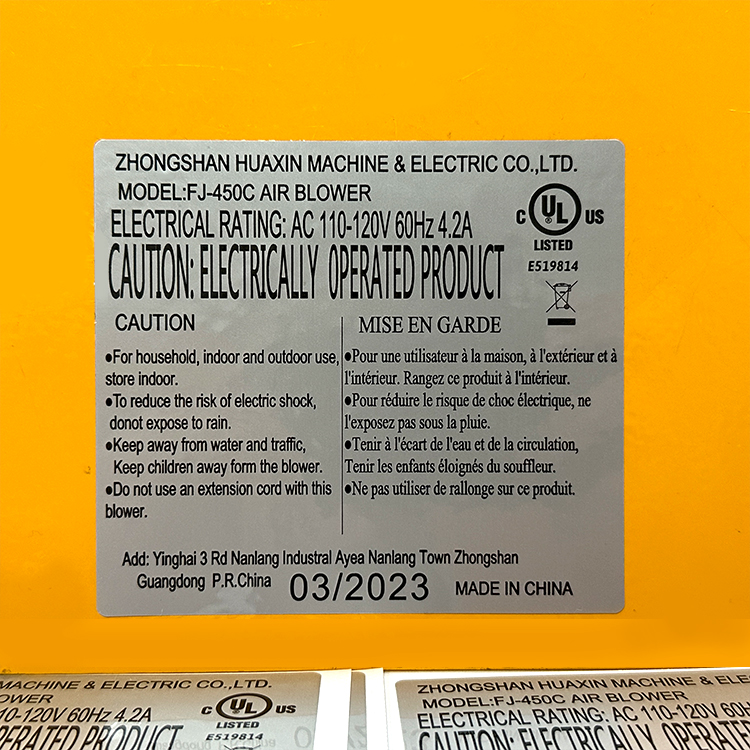 ZHONGSHAN HUAXIN MACHINE & ELECTRIC CO.,LTD.
MODEL:FJ-450C AIR BLOWER
ELECTRICAL RATING: AC 110-120V 60Hz 4.2A
CAUTION: ELECTRICALLY OPERATED PRODUCT
C UL US
LISTED
E519814
CAUTION
●For household, indoor and outdoor use,
store indoor.
●To reduce the risk of electric shock,
donot expose to rain.
●Keep away from water and traffic,
Keep children away form the blower.
●Do not use an extension cord with this
blower.
MISE EN GARDE
●Pour une utilisateur à la maison, à l'extérieur et à
l'intérieur. Rangez ce produit à l'intérieur.
●Pour réduire le risque de choc électrique, ne
l'exposez pas sous la pluie.
●Tenir à l'écart de l'eau et de la circulation,
Tenir les enfants éloignés du souffleur.
●Ne pas utiliser de rallonge sur ce produit.
Add: Yinghai 3 Rd Nanlang Industral Ayea Nanlang Town Zhongshan
Guangdong P.R.China
03/2023
MADE IN CHINA
MACHINE & ELECTRIC CO.,LTD.
OWER
10-120V 60Hz 4.2A
ERATED PRODUCT
C UL US
LISTED
E519814
ZHONGSHAN HUAXIN MACHINE & ELECTRIC
MODEL:FJ-450C AIR BLOWER
ELECTRICAL RATING: AC 110-120V 60Hz
CAUTION: ELECTRICALLY OPERATED